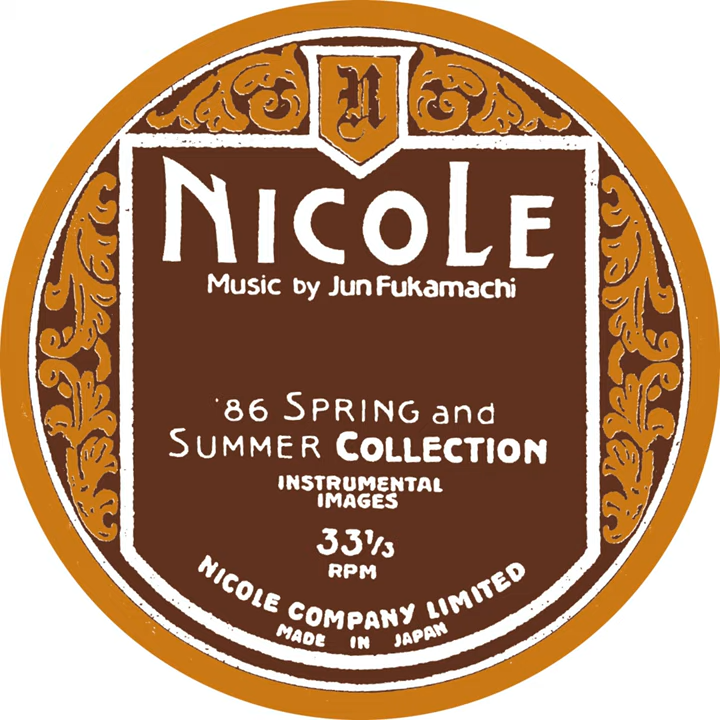 N
NICOLE
Music by Jun Fukamachi
'86 SPRING and
SUMMER COLLECTION
INSTRUMENTAL
IMAGES
33⅓
RPM
NICOLE COMPANY LIMITED
MADE IN JAPAN